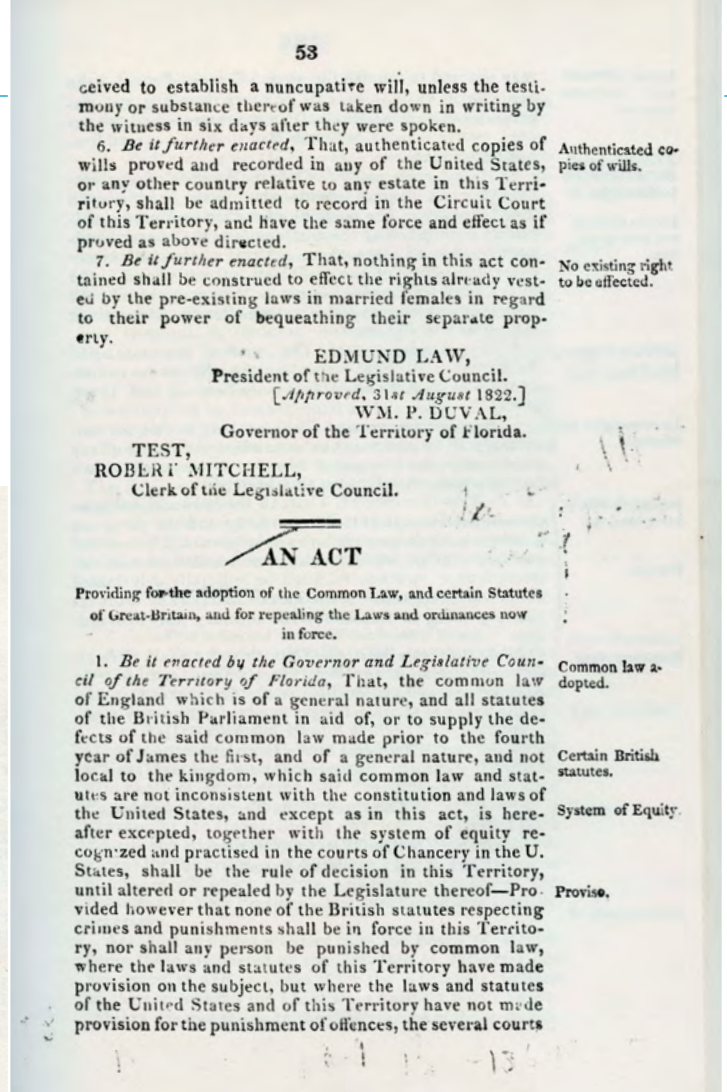 53
ceived to establish a nuncupative will, unless the testi-
mony or substance thereof was taken down in writing by
the witness in six days after they were spoken.
6. Be it further enacted, That, authenticated copies of
wills proved and recorded in any of the United States,
or any other country relative to any estate in this Terri-
ritory, shall be admitted to record in the Circuit Court
of this Territory, and have the same force and effect as if
proved as above directed.
Authenticated co-
pies of wills.
7. Be it further enacted, That, nothing in this act con-
tained shall be construed to effect the rights already vest-
ed by the pre-existing laws in married females in regard
to their power of bequeathing their separate prop-
erty.
No existing right
to be affected.
EDMUND LAW,
President of the Legislative Council.
[Approved, 31st August 1822.]
WM. P. DUVAL,
Governor of the Territory of Florida.
TEST,
ROBERT MITCHELL,
Clerk of the Legislative Council.
AN ACT
Providing for the adoption of the Common Law, and certain Statutes
of Great-Britain, and for repealing the Laws and ordinances now
in force.
1. Be it enacted by the Governor and Legislative Coun-
cil of the Territory of Florida, That, the common law
of England which is of a general nature, and all statutes
of the British Parliament in aid of, or to supply the de-
fects of the said common law made prior to the fourth
year of James the first, and of a general nature, and not
local to the kingdom, which said common law and stat-
utes are not inconsistent with the constitution and laws of
the United States, and except as in this act, is here-
after excepted, together with the system of equity re-
cognized and practised in the courts of Chancery in the U.
States, shall be the rule of decision in this Territory,
until altered or repealed by the Legislature thereof—Pro-
vided however that none of the British statutes respecting
crimes and punishments shall be in force in this Territo-
ry, nor shall any person be punished by common law,
where the laws and statutes of this Territory have made
provision on the subject, but where the laws and statutes
of the United States and of this Territory have not made
provision for the punishment of offences, the several courts
Common law a-
dopted.
Certain British
statutes.
System of Equity.
Proviso.